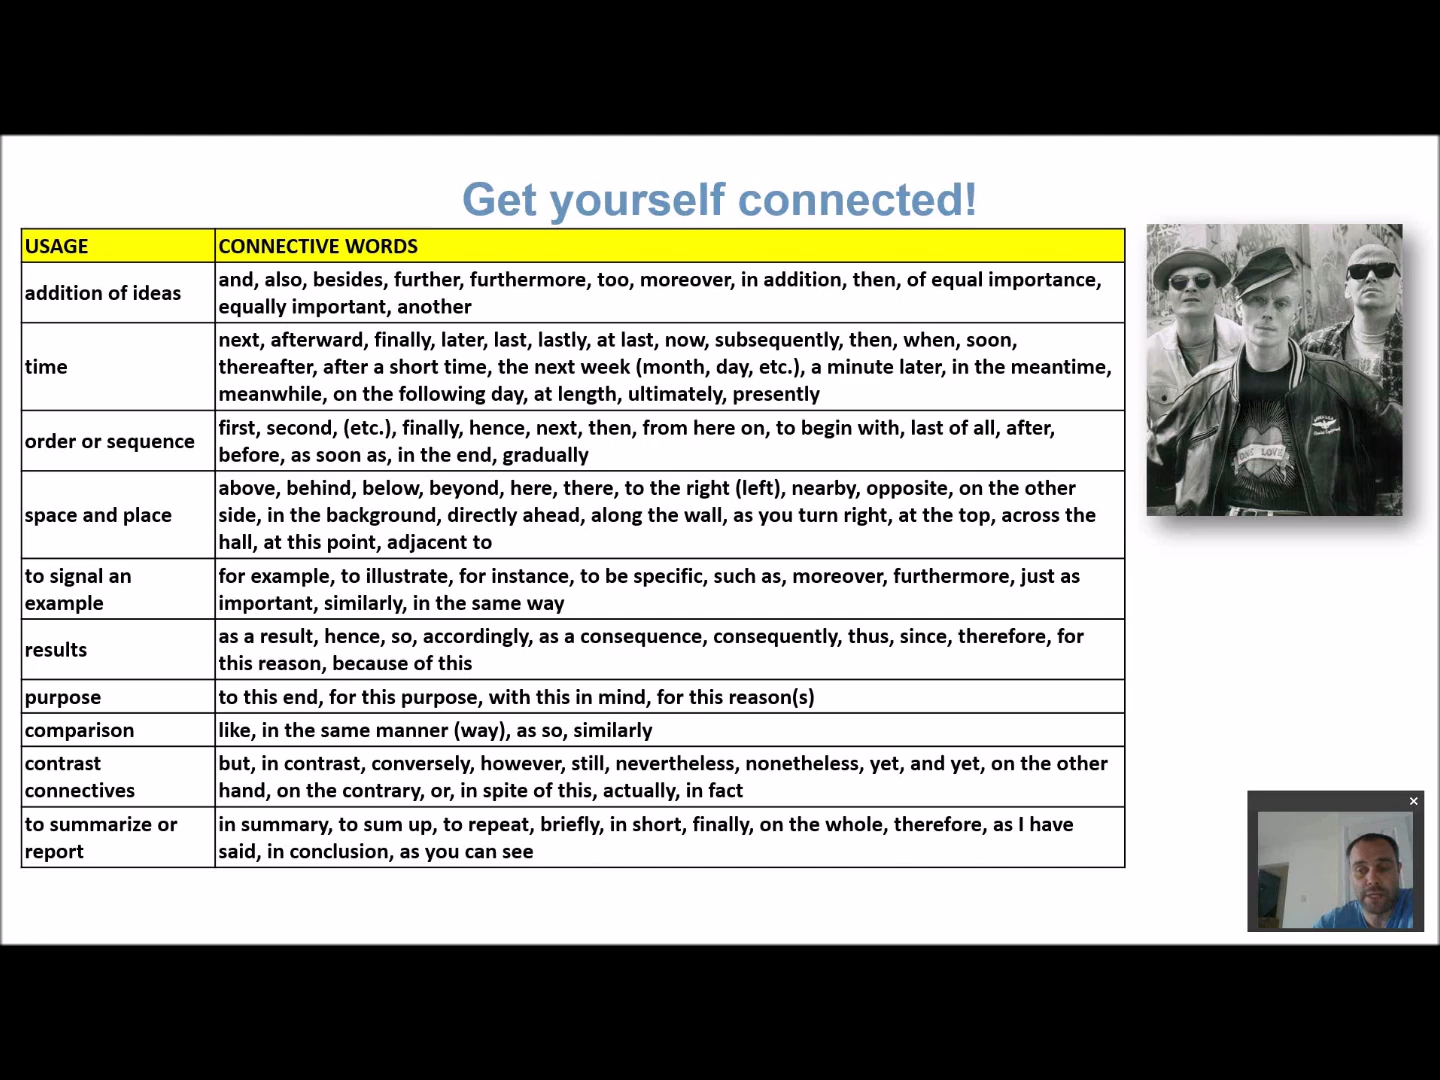 Get yourself connected!
USAGE
CONNECTIVE WORDS
addition of ideas
and, also, besides, further, furthermore, too, moreover, in addition, then, of equal importance,
equally important, another
time
next, afterward, finally, later, last, lastly, at last, now, subsequently, then, when, soon,
thereafter, after a short time, the next week (month, day, etc.), a minute later, in the meantime,
meanwhile, on the following day, at length, ultimately, presently
order or sequence
first, second, (etc.), finally, hence, next, then, from here on, to begin with, last of all, after,
before, as soon as, in the end, gradually
space and place
above, behind, below, beyond, here, there, to the right (left), nearby, opposite, on the other
side, in the background, directly ahead, along the wall, as you turn right, at the top, across the
hall, at this point, adjacent to
to signal an
example
for example, to illustrate, for instance, to be specific, such as, moreover, furthermore, just as
important, similarly, in the same way
results
as a result, hence, so, accordingly, as a consequence, consequently, thus, since, therefore, for
this reason, because of this
purpose
to this end, for this purpose, with this in mind, for this reason(s)
comparison
like, in the same manner (way), as so, similarly
contrast
connectives
but, in contrast, conversely, however, still, nevertheless, nonetheless, yet, and yet, on the other
hand, on the contrary, or, in spite of this, actually, in fact
to summarize or
report
in summary, to sum up, to repeat, briefly, in short, finally, on the whole, therefore, as I have
said, in conclusion, as you can see
ONE LOVE